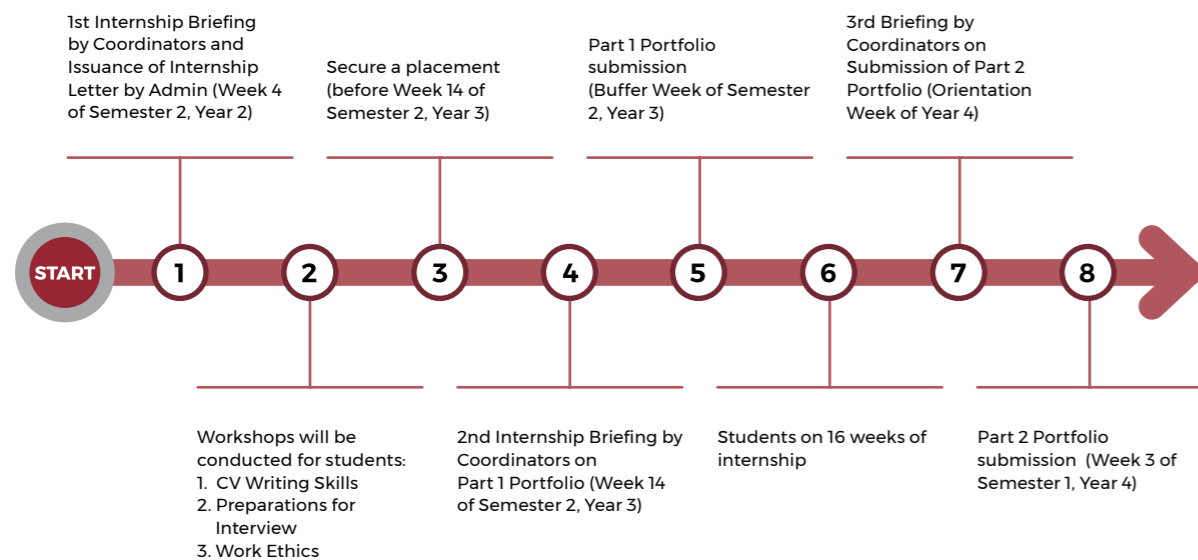 1st Internship Briefing
by Coordinators and
Issuance of Internship
Letter by Admin (Week 4
of Semester 2, Year 2)
Secure a placement
(before Week 14 of
Semester 2, Year 3)
Part 1 Portfolio
submission
(Buffer Week of Semester
2, Year 3)
3rd Briefing by
Coordinators on
Submission of Part 2
Portfolio (Orientation
Week of Year 4)
START
1
2
3
4
5
6
7
8
Workshops will be
conducted for students:
1. CV Writing Skills
2. Preparations for
Interview
3. Work Ethics
2nd Internship Briefing by
Coordinators on
Part 1 Portfolio (Week 14
of Semester 2, Year 3)
Students on 16 weeks of
internship
Part 2 Portfolio
submission (Week 3 of
Semester 1, Year 4)